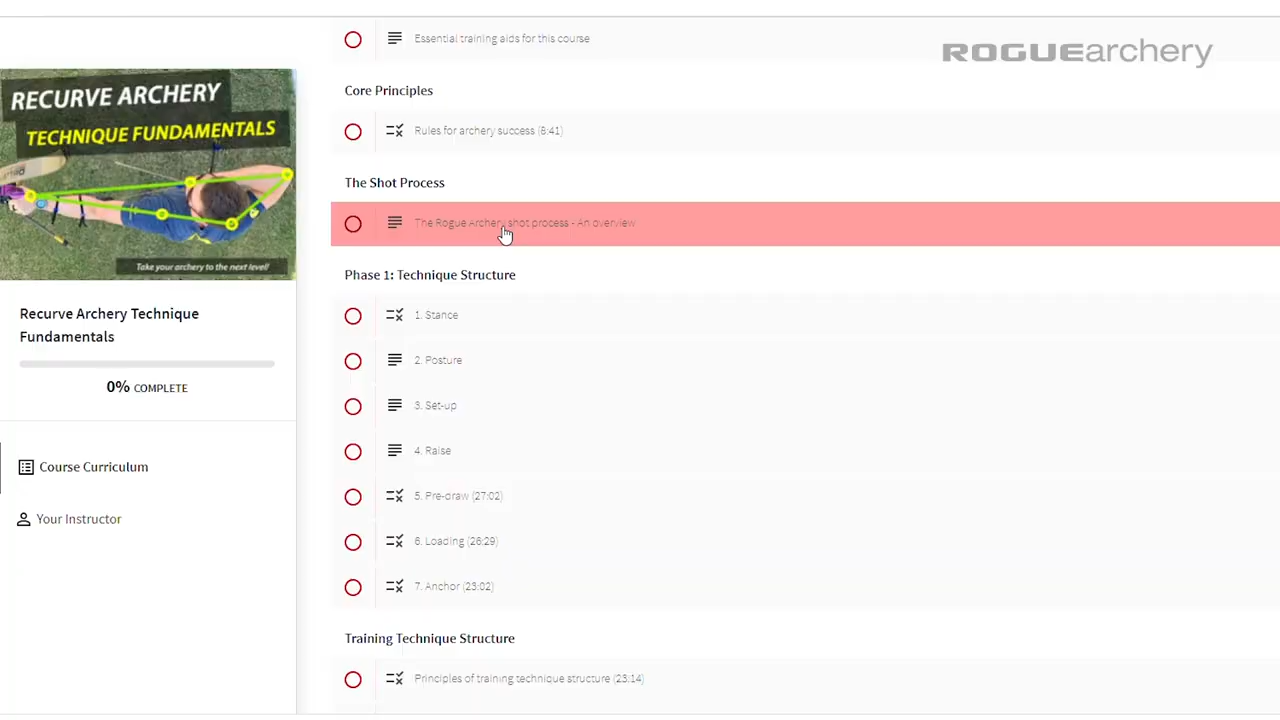 Essential training aids for this course
ROGUEarchery
Core Principles
Rules for archery success (8:41)
The Shot Process
The Rogue Archery shot process - An overview
Phase 1: Technique Structure
1. Stance
2. Posture
3. Set-up
4. Raise
5. Pre-draw (27:02)
6. Loading (26:29)
7. Anchor (23:02)
Training Technique Structure
Principles of training technique structure (23:14)
RECURVE ARCHERY
TECHNIQUE FUNDAMENTALS
Take your archery to the next level!
Recurve Archery Technique
Fundamentals
0% COMPLETE
Course Curriculum
Your Instructor